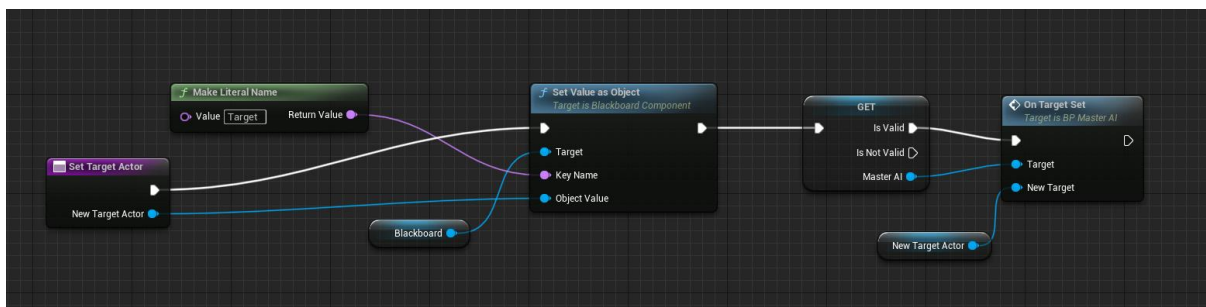 Make Literal Name
Value Target Return Value
Set Target Actor
New Target Actor
Set Value as Object
Target is Blackboard Component
Target
Key Name
Object Value
Blackboard
GET
Is Valid
Is Not Valid
Master AI
On Target Set
Target is BP Master AI
Target
New Target
New Target Actor